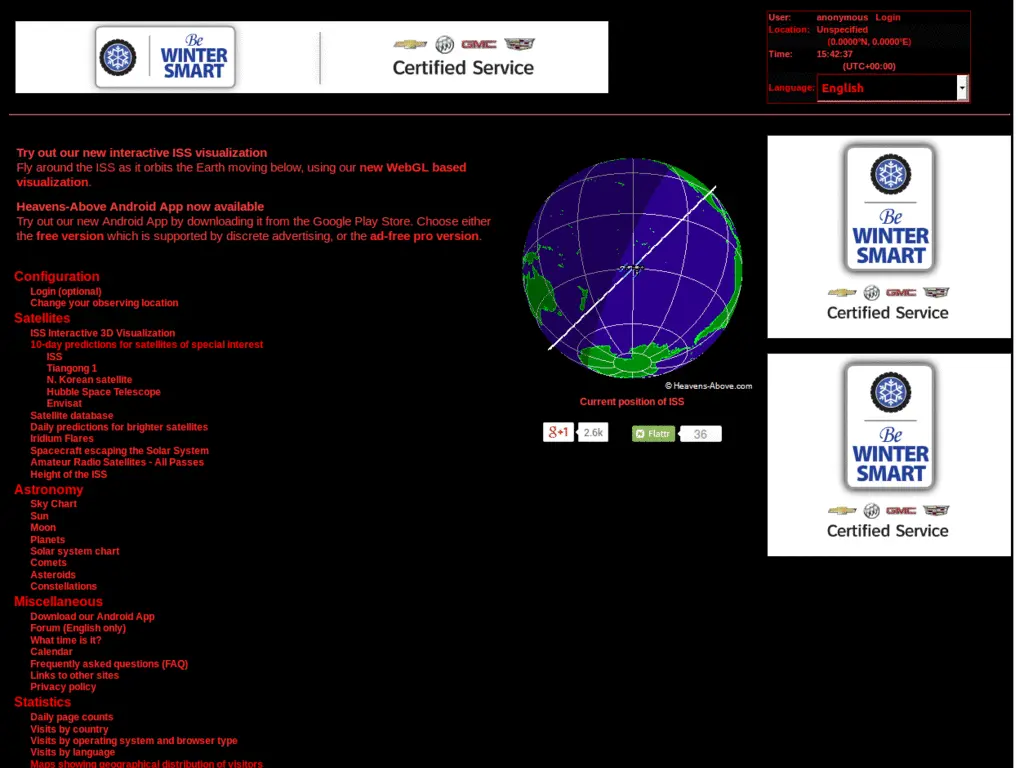 Be
WINTER
SMART
Certified Service
User: anonymous Login
Location: Unspecified
(0.0000°N, 0.0000°E)
Time: 15:42:37
(UTC+00:00)
Language: English
Try out our new interactive ISS visualization
Fly around the ISS as it orbits the Earth moving below, using our new WebGL based
visualization.
Heavens-Above Android App now available
Try out our new Android App by downloading it from the Google Play Store. Choose either
the free version which is supported by discrete advertising, or the ad-free pro version.
Configuration
Login (optional)
Change your observing location
Satellites
ISS Interactive 3D Visualization
10-day predictions for satellites of special interest
ISS
Tiangong 1
N. Korean satellite
Hubble Space Telescope
Envisat
Satellite database
Daily predictions for brighter satellites
Iridium Flares
Spacecraft escaping the Solar System
Amateur Radio Satellites - All Passes
Height of the ISS
Astronomy
Sky Chart
Sun
Moon
Planets
Solar system chart
Comets
Asteroids
Constellations
Miscellaneous
Download our Android App
Forum (English only)
What time is it?
Calendar
Frequently asked questions (FAQ)
Links to other sites
Privacy policy
Statistics
Daily page counts
Visits by country
Visits by operating system and browser type
Visits by language
Maps showing geographical distribution of visitors
© Heavens-Above.com
Current position of ISS
g+1 2.6k
Flattr 36
Be
WINTER
SMART
GMC
Certified Service
Be
WINTER
SMART
GMC
Certified Service